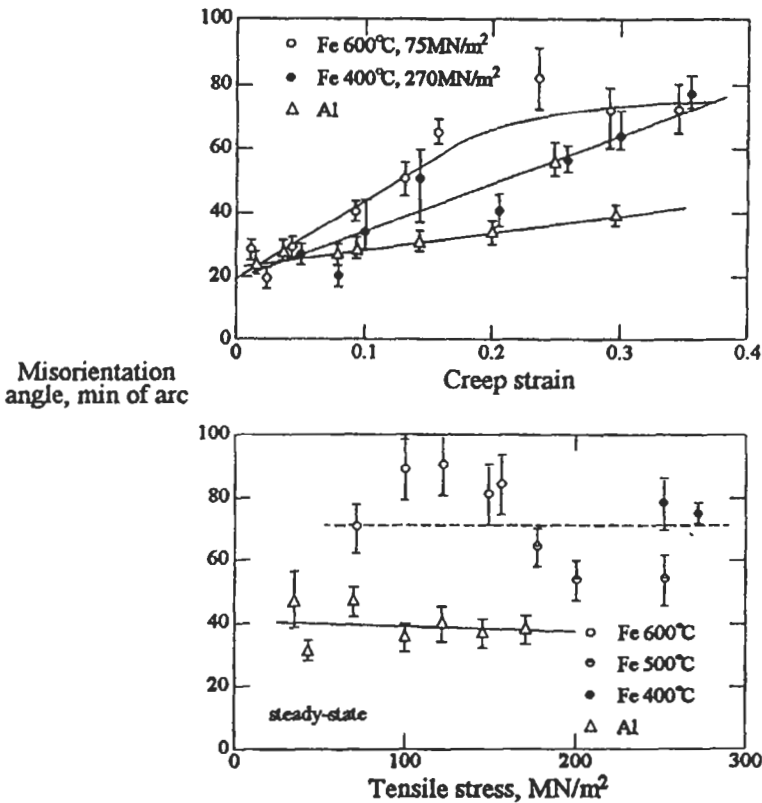 100
80
60
40
20
0
Fe 600°C, 75MN/m²
Fe 400°C, 270MN/m²
Al
0 0.1 0.2 0.3 0.4
Creep strain
Misorientation
angle, min of arc
100
80
60
40
20
0
Fe 600°C
Fe 500°C
Fe 400°C
Al
steady-state
100 200 300
Tensile stress, MN/m²